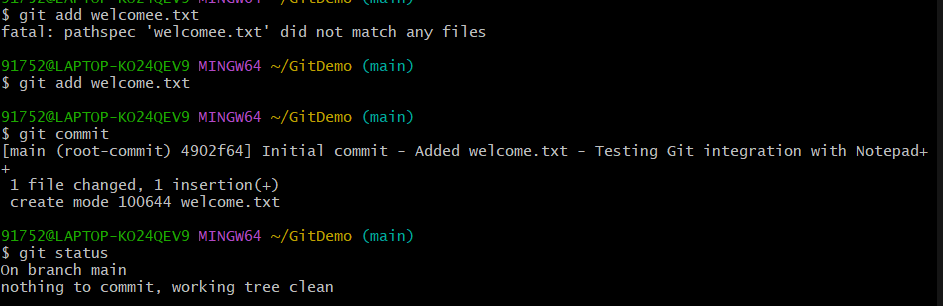 $ git add welcomee.txt
fatal: pathspec 'welcomee.txt' did not match any files
91752@LAPTOP-KO24QEV9 MINGW64 ~/GitDemo (main)
$ git add welcome.txt
91752@LAPTOP-KO24QEV9 MINGW64 ~/GitDemo (main)
$ git commit
[main (root-commit) 4902f64] Initial commit - Added welcome.txt - Testing Git integration with Notepad+
+
1 file changed, 1 insertion(+)
create mode 100644 welcome.txt
91752@LAPTOP-KO24QEV9 MINGW64 ~/GitDemo (main)
$ git status
On branch main
nothing to commit, working tree clean